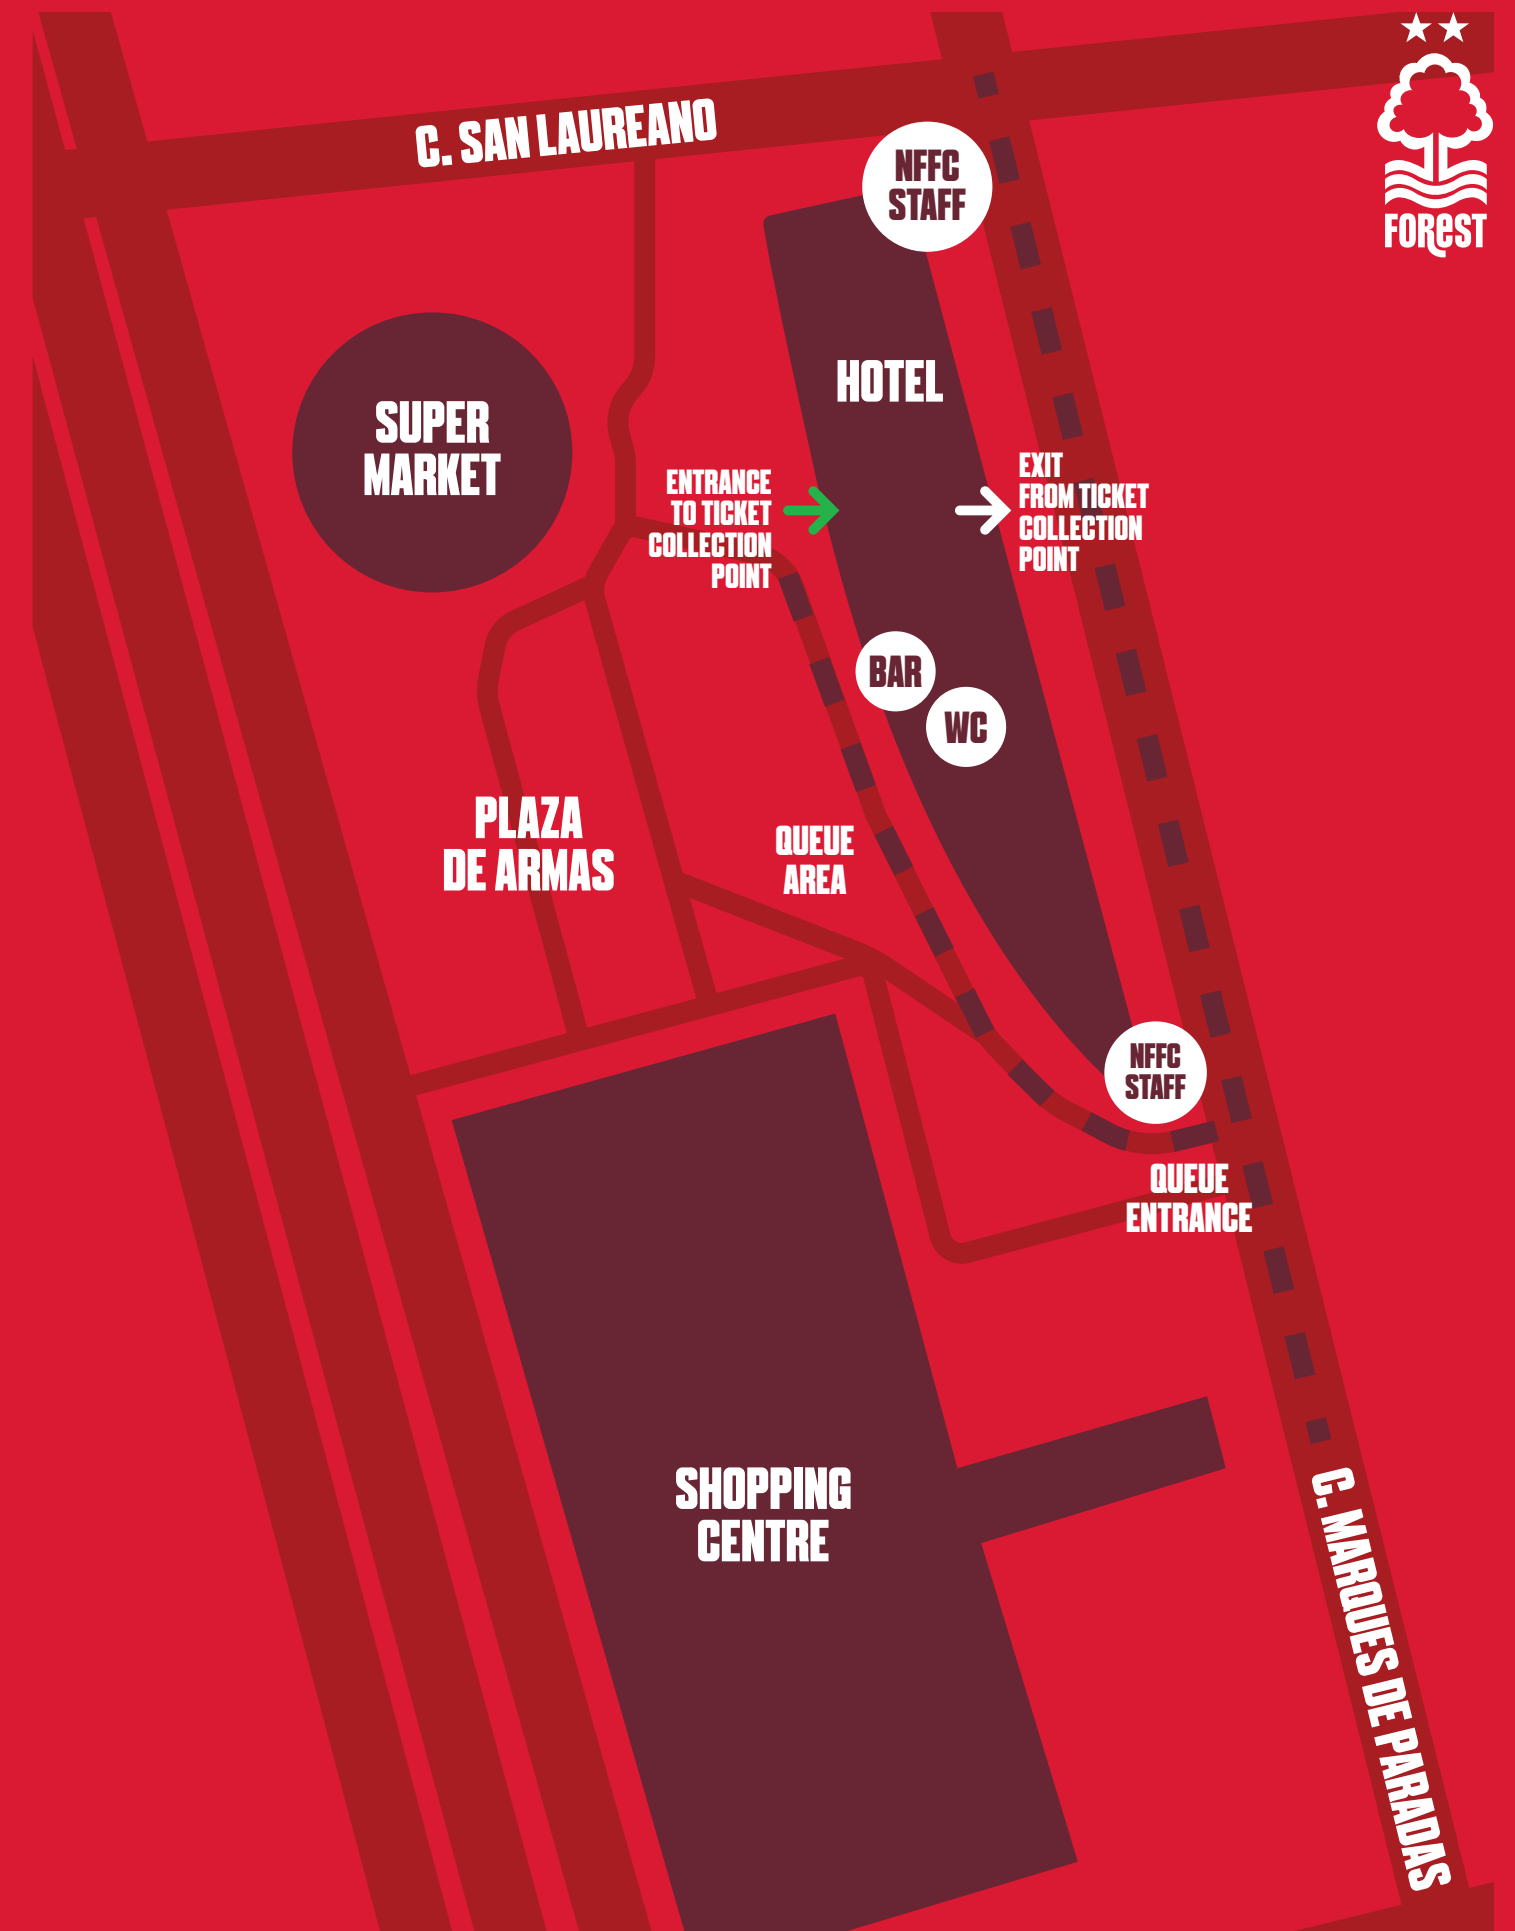 C. SAN LAUREANO
NFFC
STAFF
FOREST
HOTEL
SUPER
MARKET
ENTRANCE
TO TICKET
COLLECTION
POINT
EXIT
FROM TICKET
COLLECTION
POINT
BAR
WC
PLAZA
DE ARMAS
QUEUE
AREA
NFFC
STAFF
QUEUE
ENTRANCE
SHOPPING
CENTRE
C. MARQUES DE PARADAS